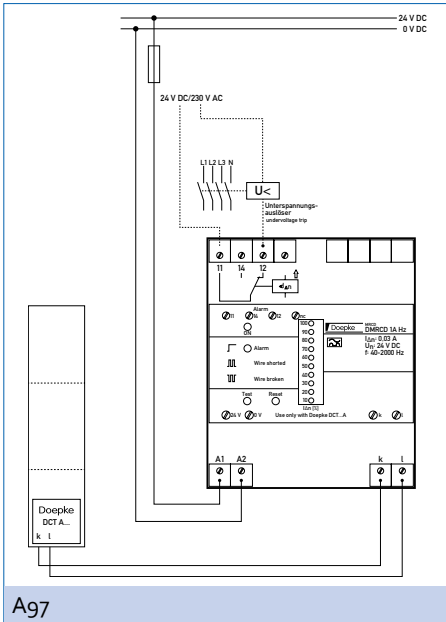 24 V DC
0 V DC
24 V DC/230 V AC
L1 L2 L3 N
U<
Unterspannungs-
auslöser
undervoltage trip
11 14 12
Alarm
11 14 12 nc
ON
Alarm
Wire shorted
Wire broken
Test Reset
100
90
80
70
60
50
40
30
20
10
IΔn [%]
Doepke
MRCD
DMRCD 1A Hz
IΔn: 0,03 A
Un: 24 V DC
f: 40-2000 Hz
24 V 0 V Use only with Doepke DCT...A k l
A1 A2 k l
Doepke
DCT A...
k l
A97